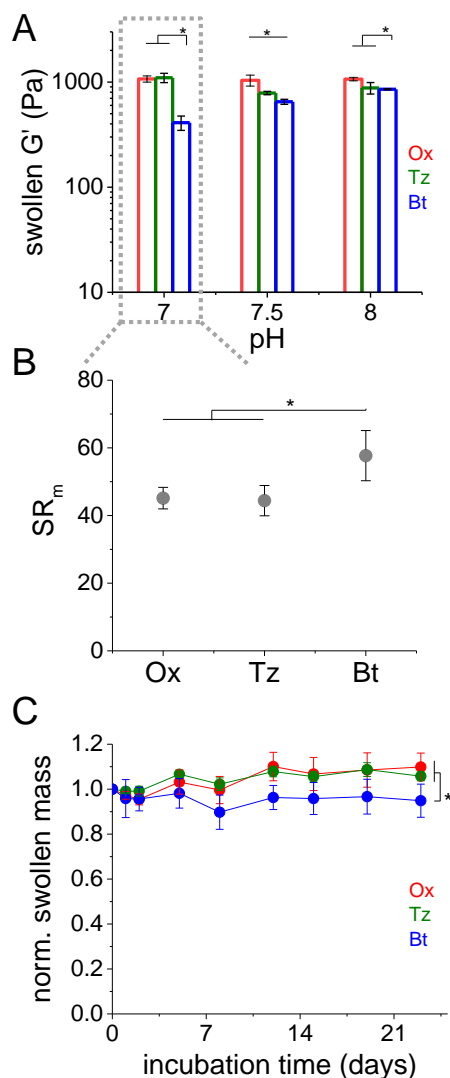 A
swollen G' (Pa)
1000
100
10
* * *
Ox
Tz
Bt
7 7.5 8
pH
B
SRm
80
60
40
20
0
*
Ox Tz Bt
C
norm. swollen mass
1.2
1.0
0.8
0.6
0.4
0.2
0.0
*
Ox
Tz
Bt
0 7 14 21
incubation time (days)